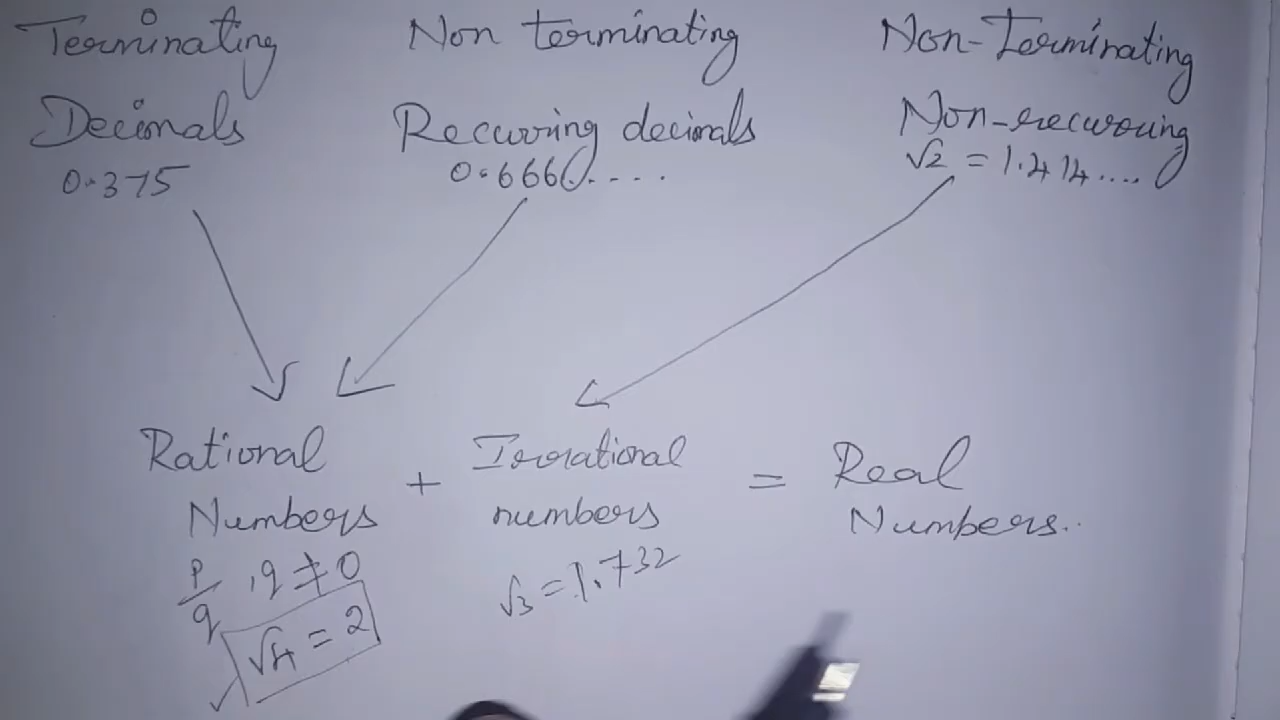 Terminating
Decimals
0.375
Non terminating
Recurring decimals
0.666....
Non-Terminating
Non-recurring
√2 = 1.414....
Rational
Numbers
p/q , q ≠ 0
√4 = 2
+
Irrational
numbers
√3 = 1.732
=
Real
Numbers..